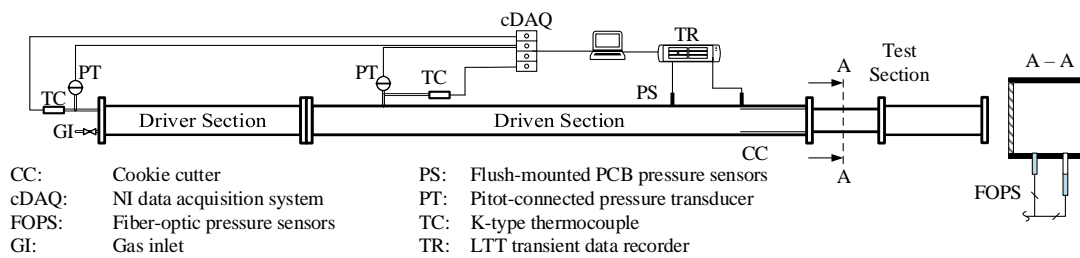 cDAQ
TR
Test
Section
A
A – A
PT
PT
TC
TC
PS
GI
Driver Section
Driven Section
CC
A
FOPS
CC: Cookie cutter
cDAQ: NI data acquisition system
FOPS: Fiber-optic pressure sensors
GI: Gas inlet
PS: Flush-mounted PCB pressure sensors
PT: Pitot-connected pressure transducer
TC: K-type thermocouple
TR: LTT transient data recorder